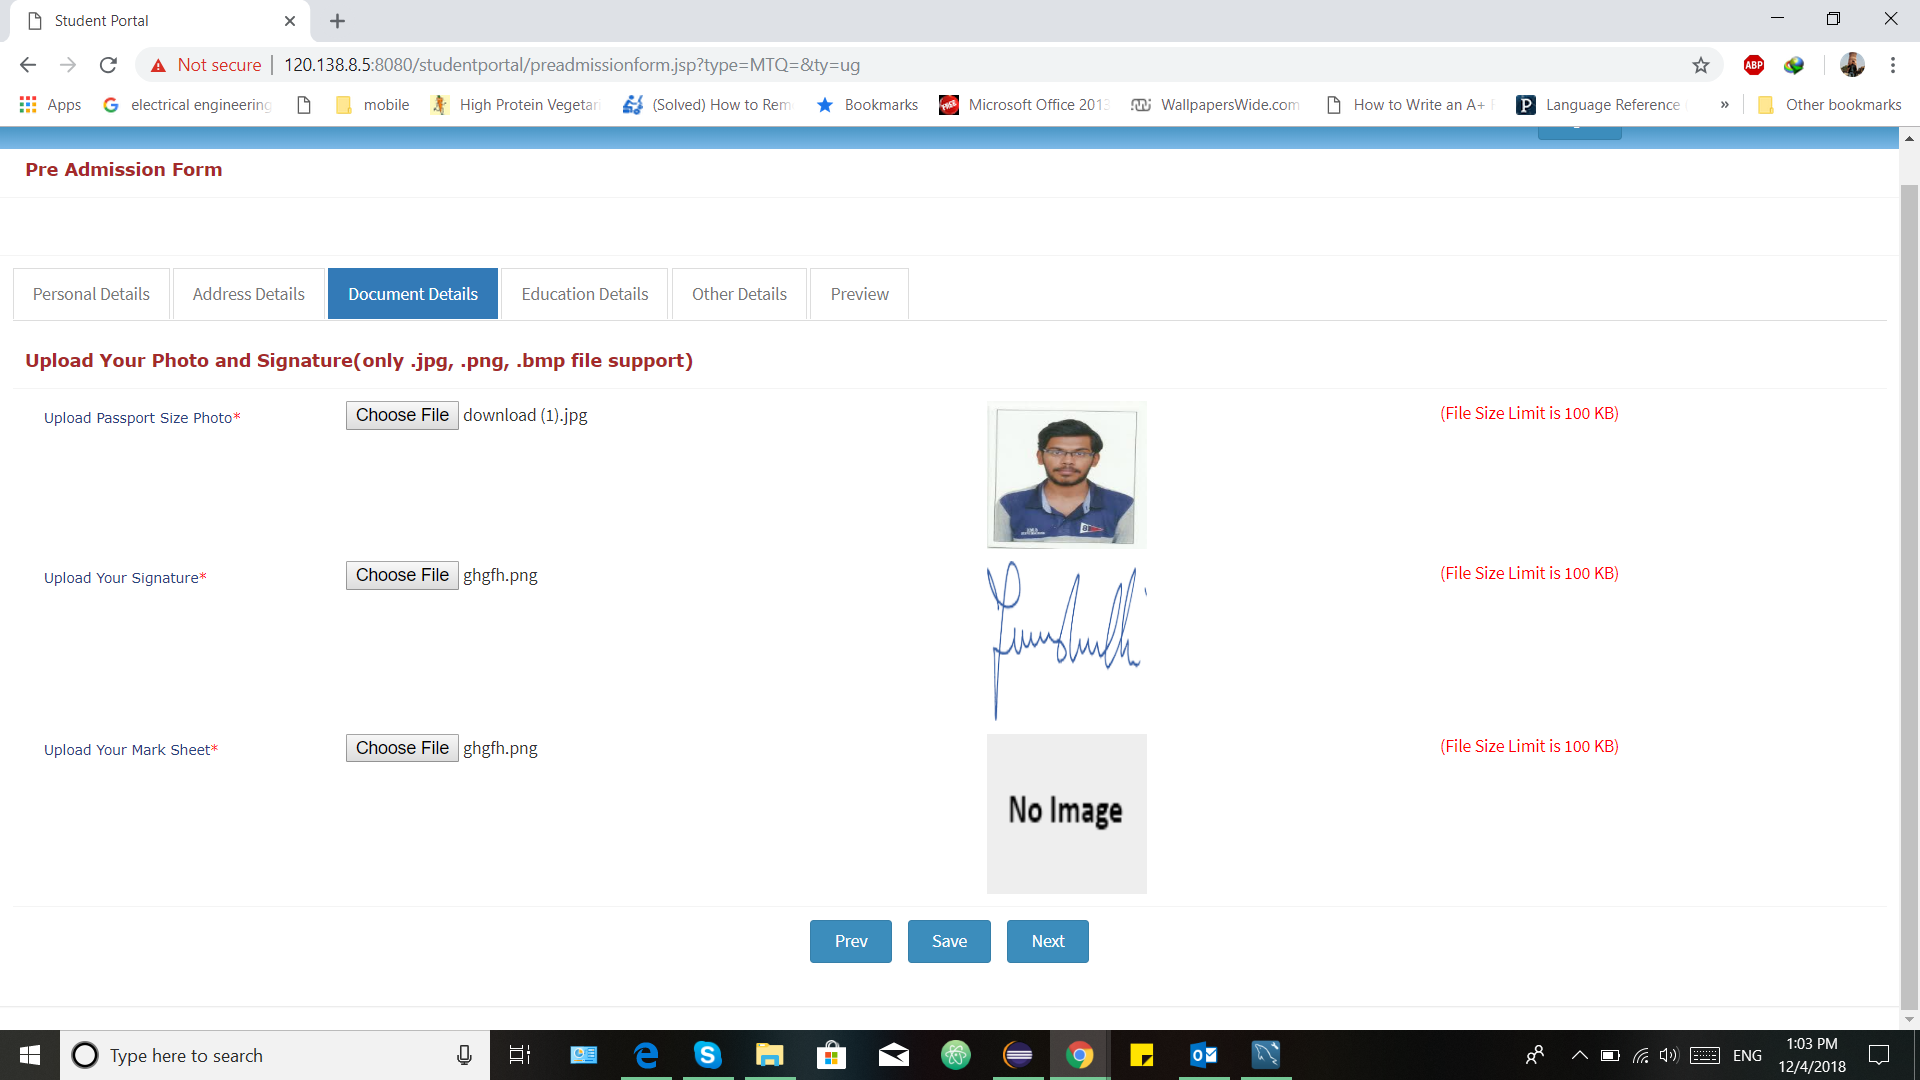 Student Portal
Not secure | 120.138.8.5:8080/studentportal/preadmissionform.jsp?type=MTQ=&ty=ug
ABP
Apps electrical engineering mobile High Protein Vegetar (Solved) How to Rem Bookmarks FREE Microsoft Office 2013 WallpapersWide.com How to Write an A+ P Language Reference » Other bookmarks
Pre Admission Form
Personal Details Address Details Document Details Education Details Other Details Preview
Upload Your Photo and Signature(only .jpg, .png, .bmp file support)
Upload Passport Size Photo* Choose File download (1).jpg (File Size Limit is 100 KB)
Upload Your Signature* Choose File ghgfh.png (File Size Limit is 100 KB)
Upload Your Mark Sheet* Choose File ghgfh.png No Image (File Size Limit is 100 KB)
Prev Save Next
Type here to search ENG 1:03 PM
12/4/2018